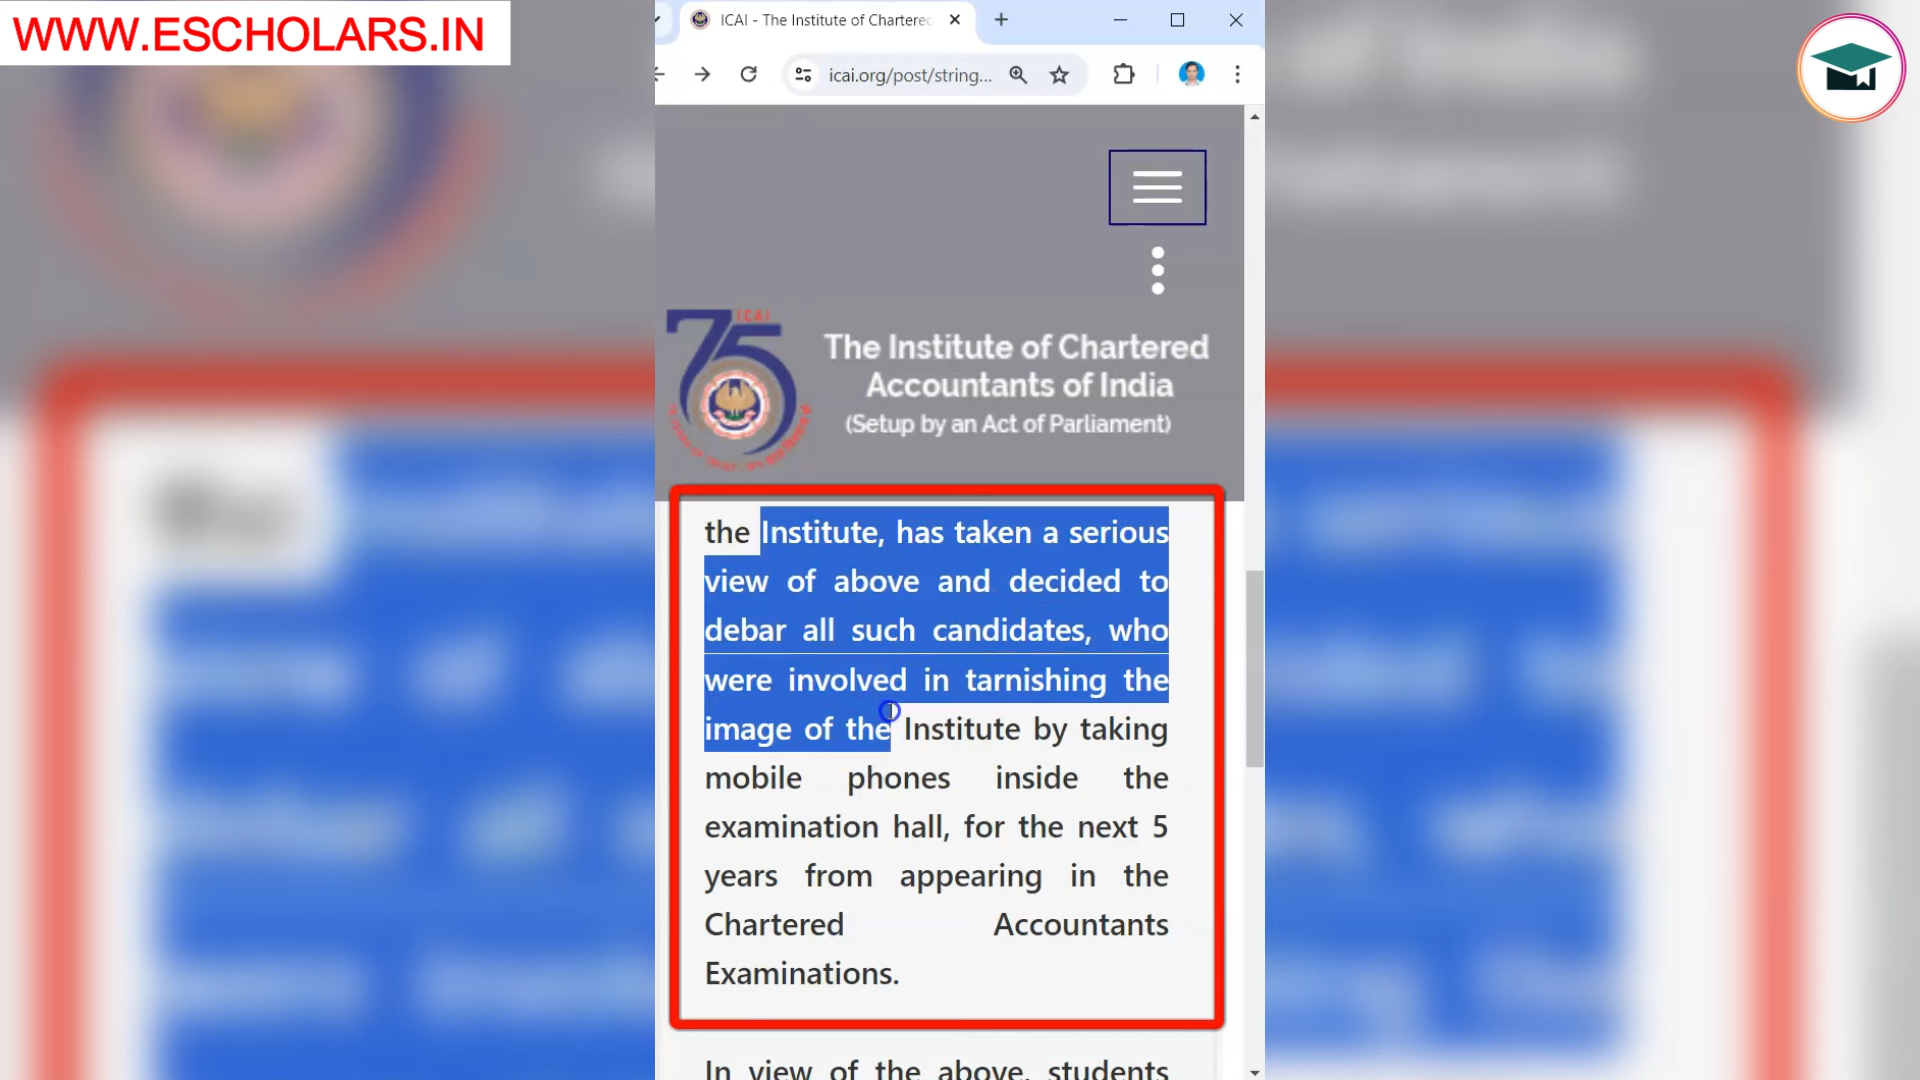 WWW.ESCHOLARS.IN
ICAI - The Institute of Chartered
icai.org/post/string...
ICAI
75
The Institute of Chartered
Accountants of India
(Setup by an Act of Parliament)
the Institute, has taken a serious
view of above and decided to
debar all such candidates, who
were involved in tarnishing the
image of the Institute by taking
mobile phones inside the
examination hall, for the next 5
years from appearing in the
Chartered Accountants
Examinations.
In view of the above, students